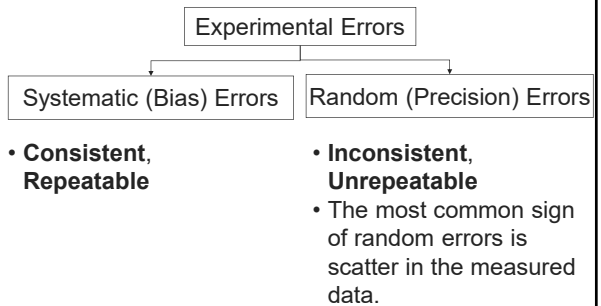 Experimental Errors
Systematic (Bias) Errors
Random (Precision) Errors
• Consistent,
Repeatable
• Inconsistent,
Unrepeatable
• The most common sign
of random errors is
scatter in the measured
data.